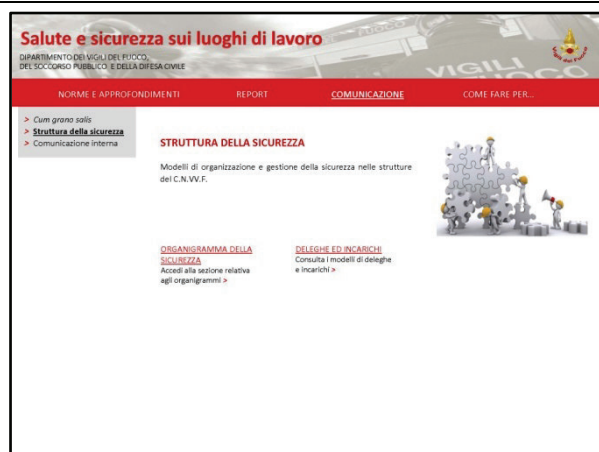 Salute e sicurezza sui luoghi di lavoro
DIPARTIMENTO DEI VIGILI DEL FUOCO,
DEL SOCCORSO PUBBLICO E DELLA DIFESA CIVILE
VIGILI
FUOCO
NORME E APPROFONDIMENTI REPORT COMUNICAZIONE COME FARE PER...
> Cum grano salis
> Struttura della sicurezza
> Comunicazione interna
STRUTTURA DELLA SICUREZZA
Modelli di organizzazione e gestione della sicurezza nelle strutture
del C.N.VV.F.
ORGANIGRAMMA DELLA
SICUREZZA
Accedi alla sezione relativa
agli organigrammi >
DELEGHE ED INCARICHI
Consulta i modelli di deleghe
e incarichi >